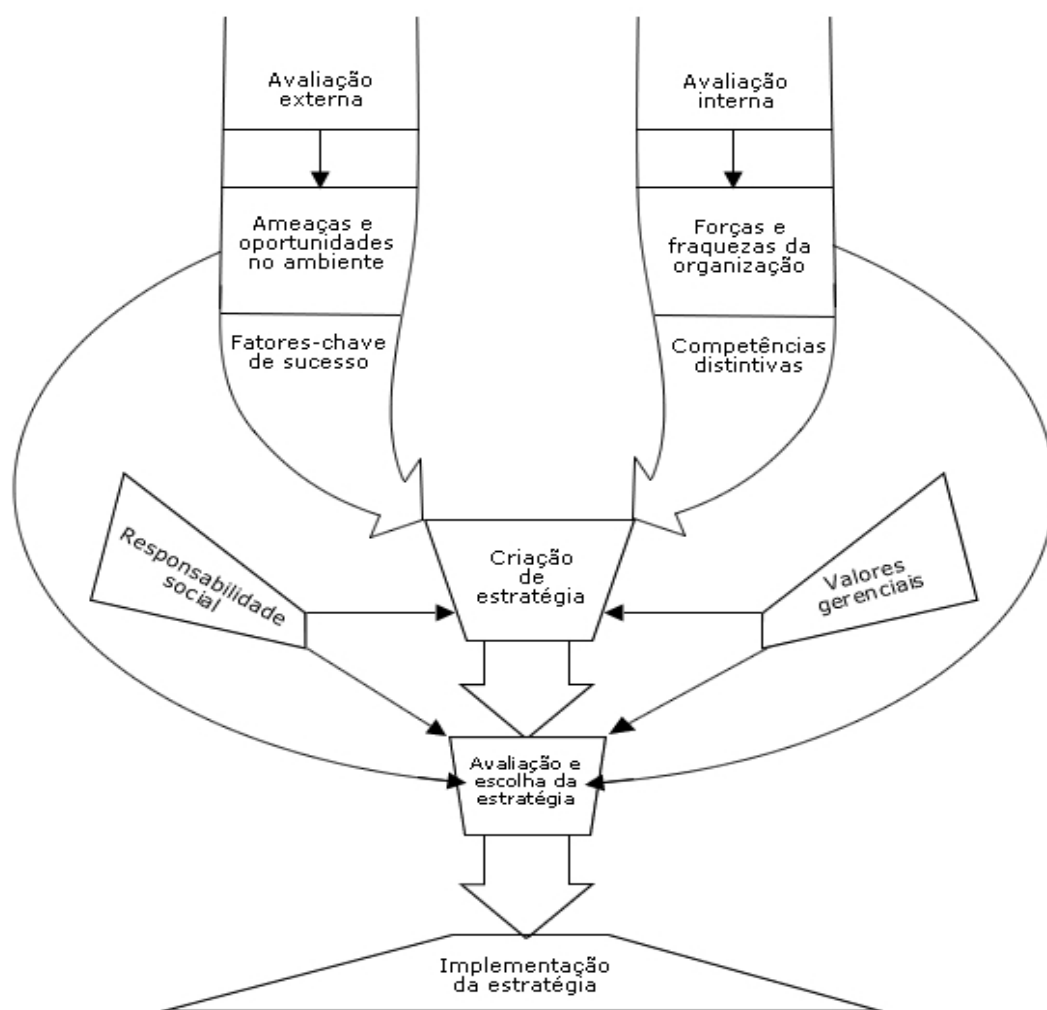 Avaliação
externa
Avaliação
interna
Ameaças e
oportunidades
no ambiente
Forças e
fraquezas da
organização
Fatores-chave
de sucesso
Competências
distintivas
Responsabilidade
social
Criação
de
estratégia
Valores
gerenciais
Avaliação e
escolha da
estratégia
Implementação
da estratégia